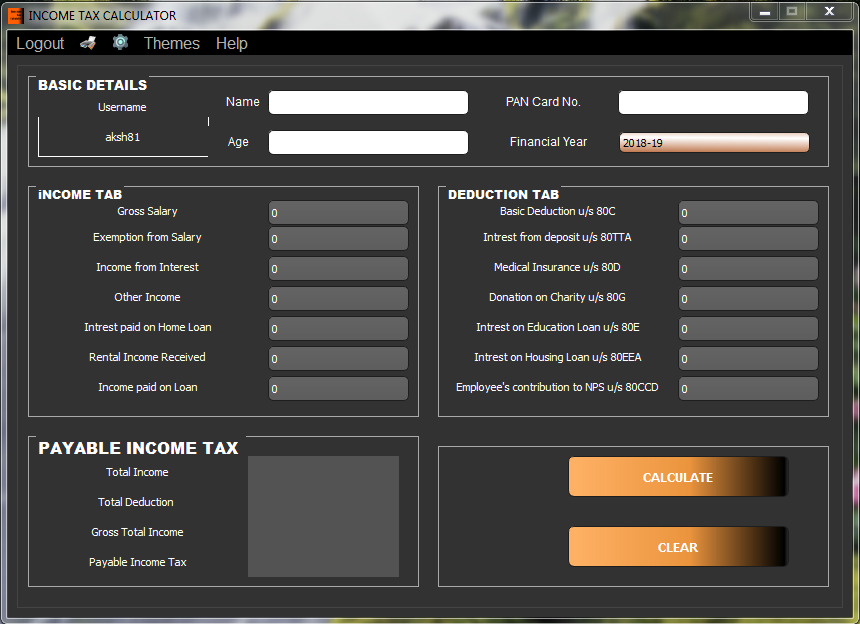 INCOME TAX CALCULATOR
Logout Themes Help
BASIC DETAILS
Username
aksh81
Name
PAN Card No.
Age
Financial Year
2018-19
iNCOME TAB
Gross Salary 0
Exemption from Salary 0
Income from Interest 0
Other Income 0
Intrest paid on Home Loan 0
Rental Income Received 0
Income paid on Loan 0
DEDUCTION TAB
Basic Deduction u/s 80C 0
Intrest from deposit u/s 80TTA 0
Medical Insurance u/s 80D 0
Donation on Charity u/s 80G 0
Intrest on Education Loan u/s 80E 0
Intrest on Housing Loan u/s 80EEA 0
Employee's contribution to NPS u/s 80CCD 0
PAYABLE INCOME TAX
Total Income
Total Deduction
Gross Total Income
Payable Income Tax
CALCULATE
CLEAR